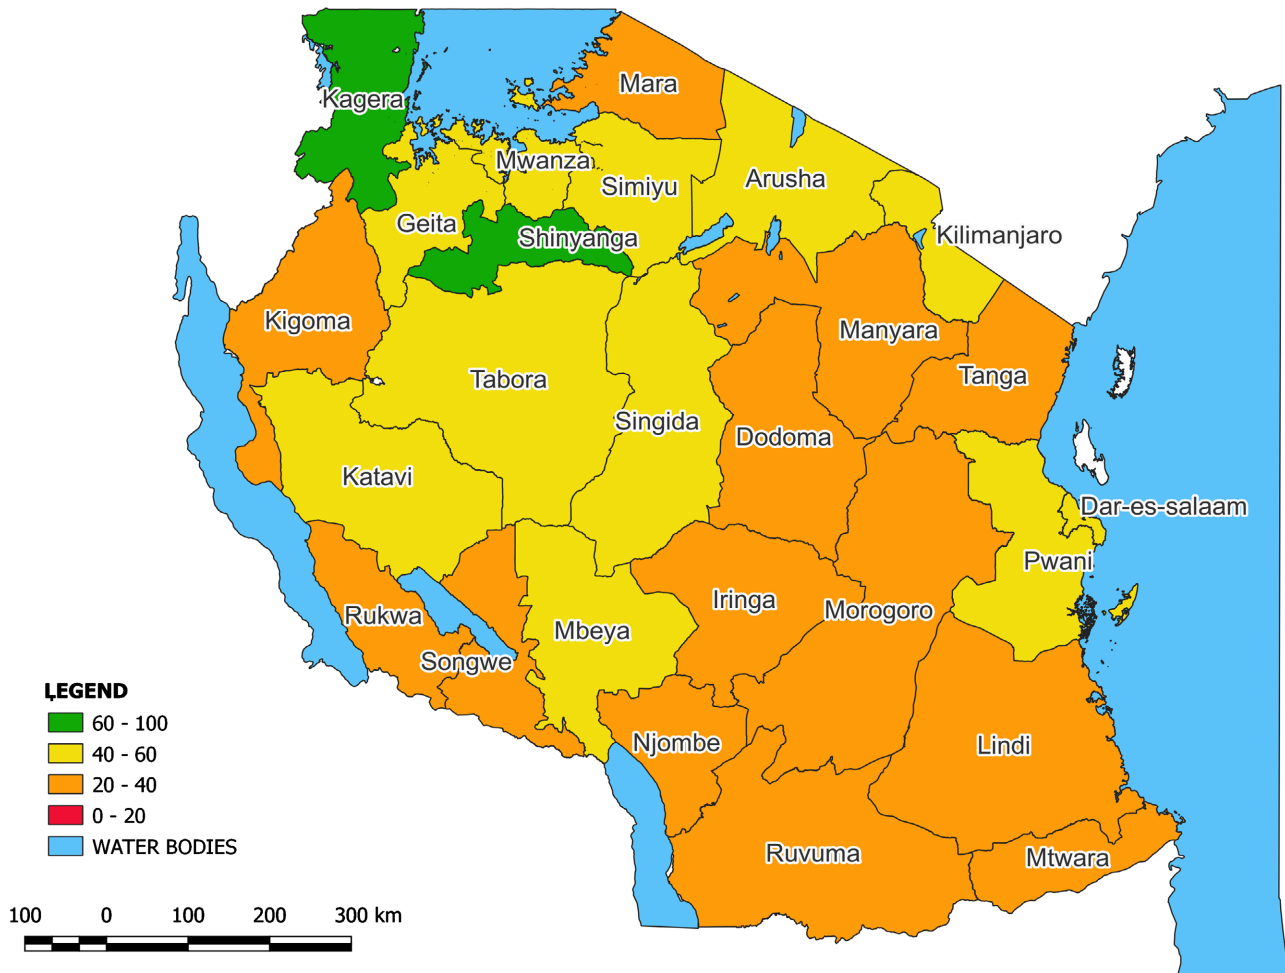 Mara
Kagera
Mwanza
Simiyu
Arusha
Geita
Shinyanga
Kilimanjaro
Kigoma
Manyara
Tabora
Tanga
Singida
Dodoma
Katavi
Dar-es-salaam
Pwani
Iringa
Morogoro
Rukwa
Mbeya
Songwe
Njombe
Lindi
Ruvuma
Mtwara
LEGEND
60 - 100
40 - 60
20 - 40
0 - 20
WATER BODIES
100 0 100 200 300 km